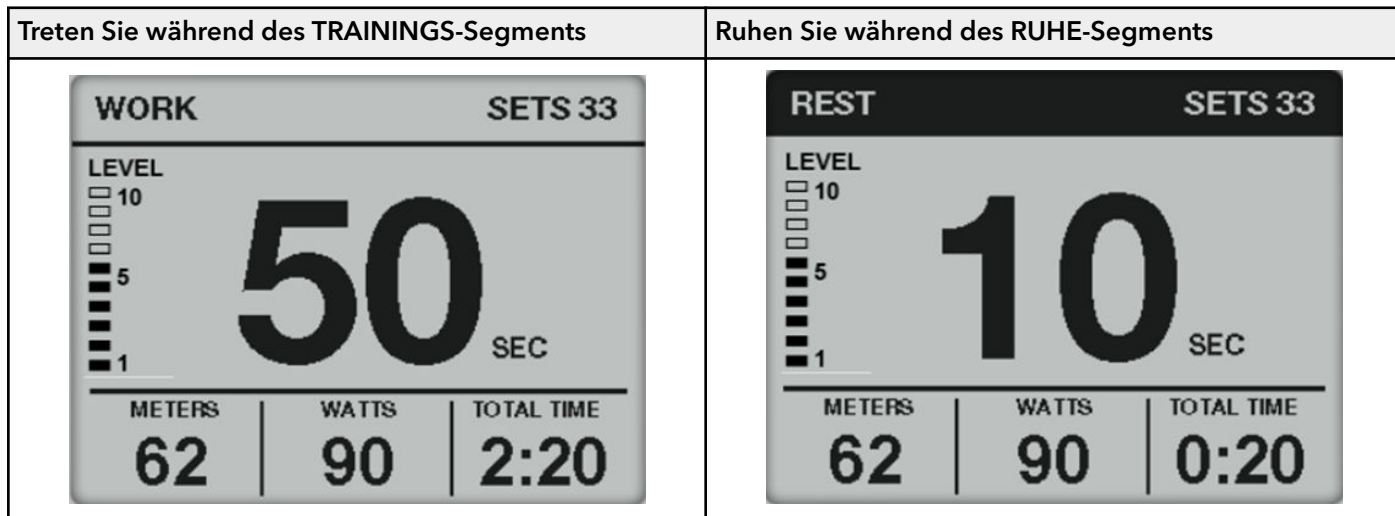 Treten Sie während des TRAININGS-Segments
Ruhen Sie während des RUHE-Segments
WORK SETS 33
LEVEL
10
5
1
50 SEC
METERS WATTS TOTAL TIME
62 90 2:20
REST SETS 33
LEVEL
10
5
1
10 SEC
METERS WATTS TOTAL TIME
62 90 0:20